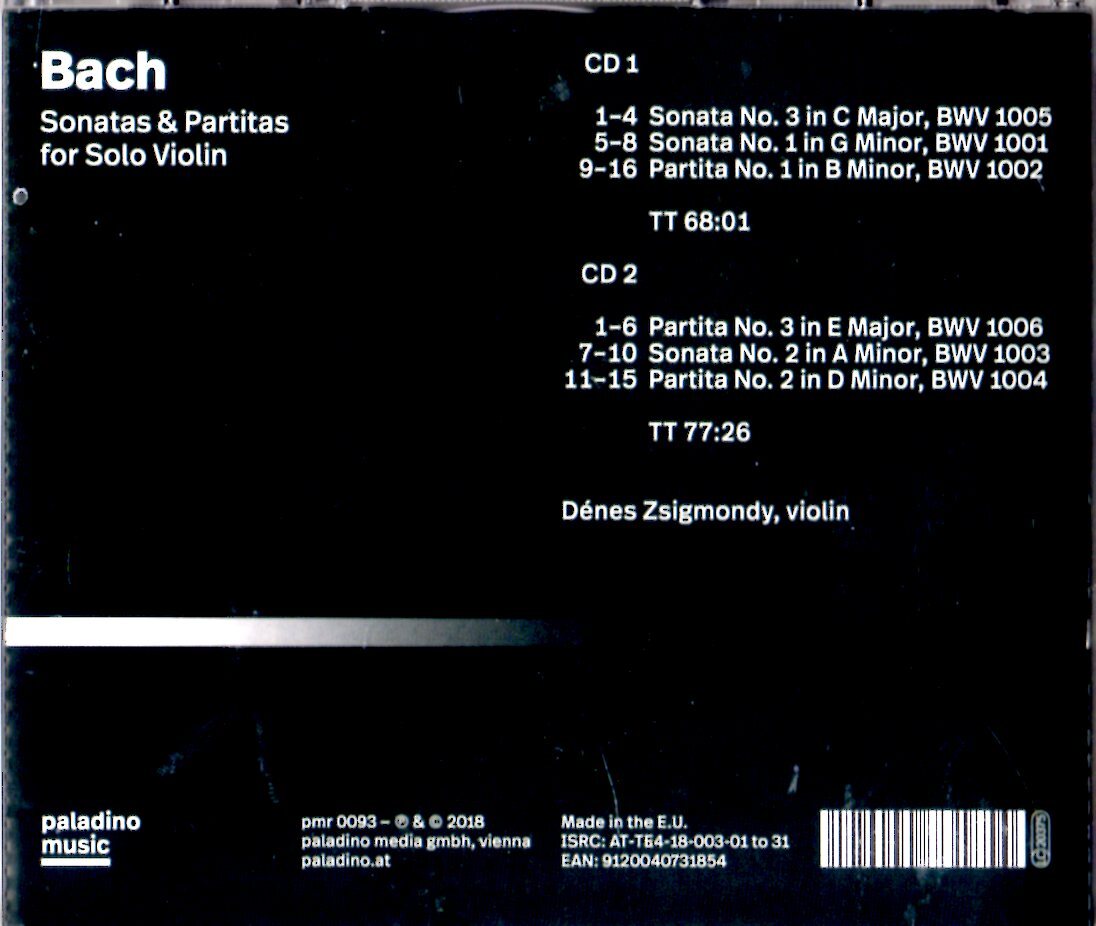 Bach
Sonatas & Partitas
for Solo Violin
CD 1
1–4 Sonata No. 3 in C Major, BWV 1005
5–8 Sonata No. 1 in G Minor, BWV 1001
9–16 Partita No. 1 in B Minor, BWV 1002
TT 68:01
CD 2
1–6 Partita No. 3 in E Major, BWV 1006
7–10 Sonata No. 2 in A Minor, BWV 1003
11–15 Partita No. 2 in D Minor, BWV 1004
TT 77:26
Dénes Zsigmondy, violin
paladino
music
pmr 0093 – ℗ & © 2018
paladino media gmbh, vienna
paladino.at
Made in the E.U.
ISRC: AT-TE4-18-003-01 to 31
EAN: 9120040731854
LC 20375